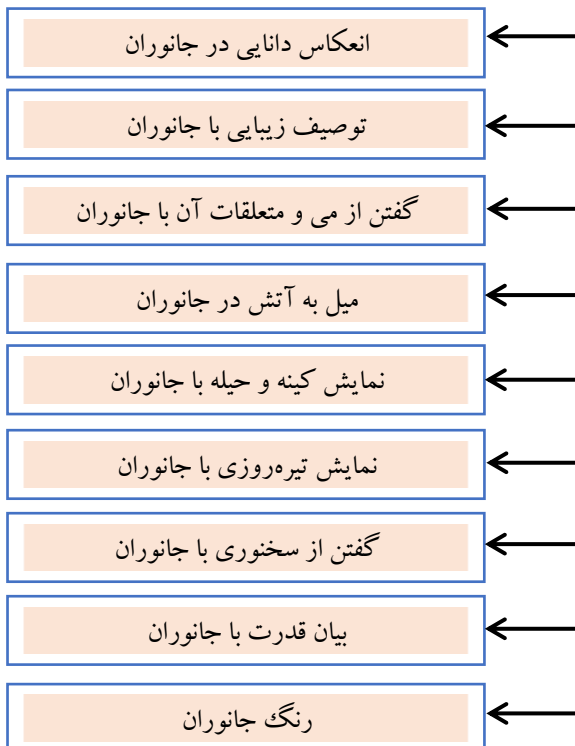 انعکاس دانایی در جانوران
توصیف زیبایی با جانوران
گفتن از می و متعلقات آن با جانوران
میل به آتش در جانوران
نمایش کینه و حیله با جانوران
نمایش تیره‌روزی با جانوران
گفتن از سخنوری با جانوران
بیان قدرت با جانوران
رنگ جانوران